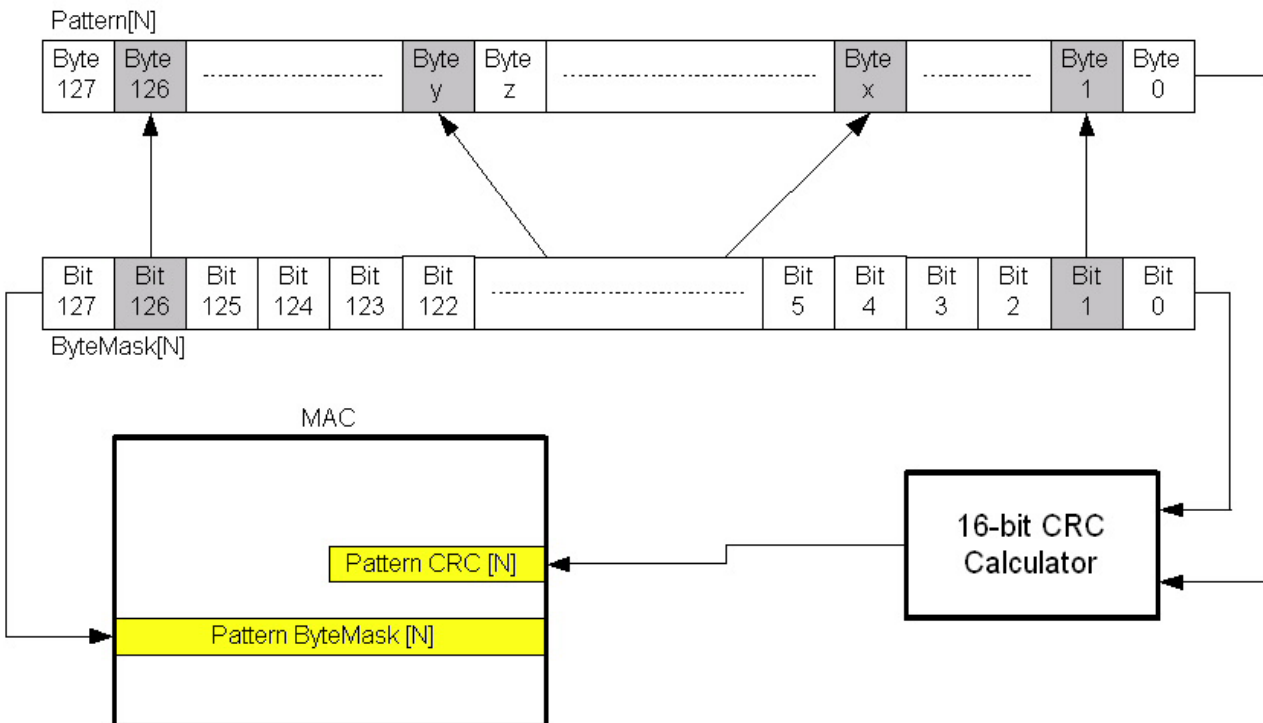 Pattern[N]
Byte 127 Byte 126 Byte y Byte z Byte x Byte 1 Byte 0
Bit 127 Bit 126 Bit 125 Bit 124 Bit 123 Bit 122 Bit 5 Bit 4 Bit 3 Bit 2 Bit 1 Bit 0
ByteMask[N]
MAC
Pattern CRC [N]
Pattern ByteMask [N]
16-bit CRC
Calculator